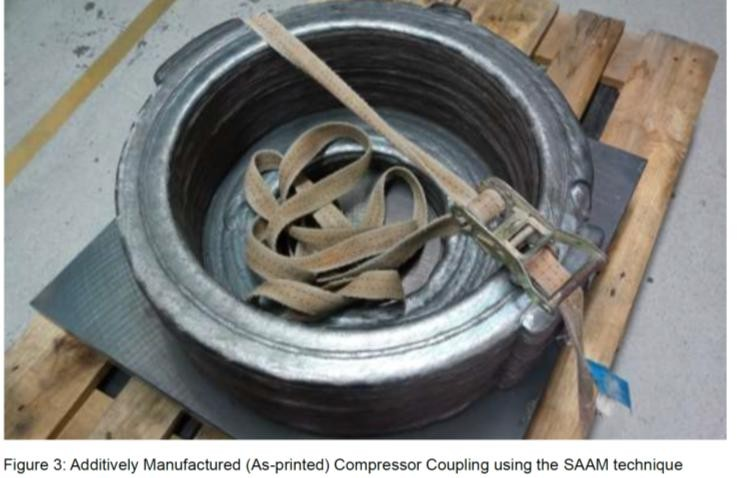 Figure 3: Additively Manufactured (As-printed) Compressor Coupling using the SAAM technique